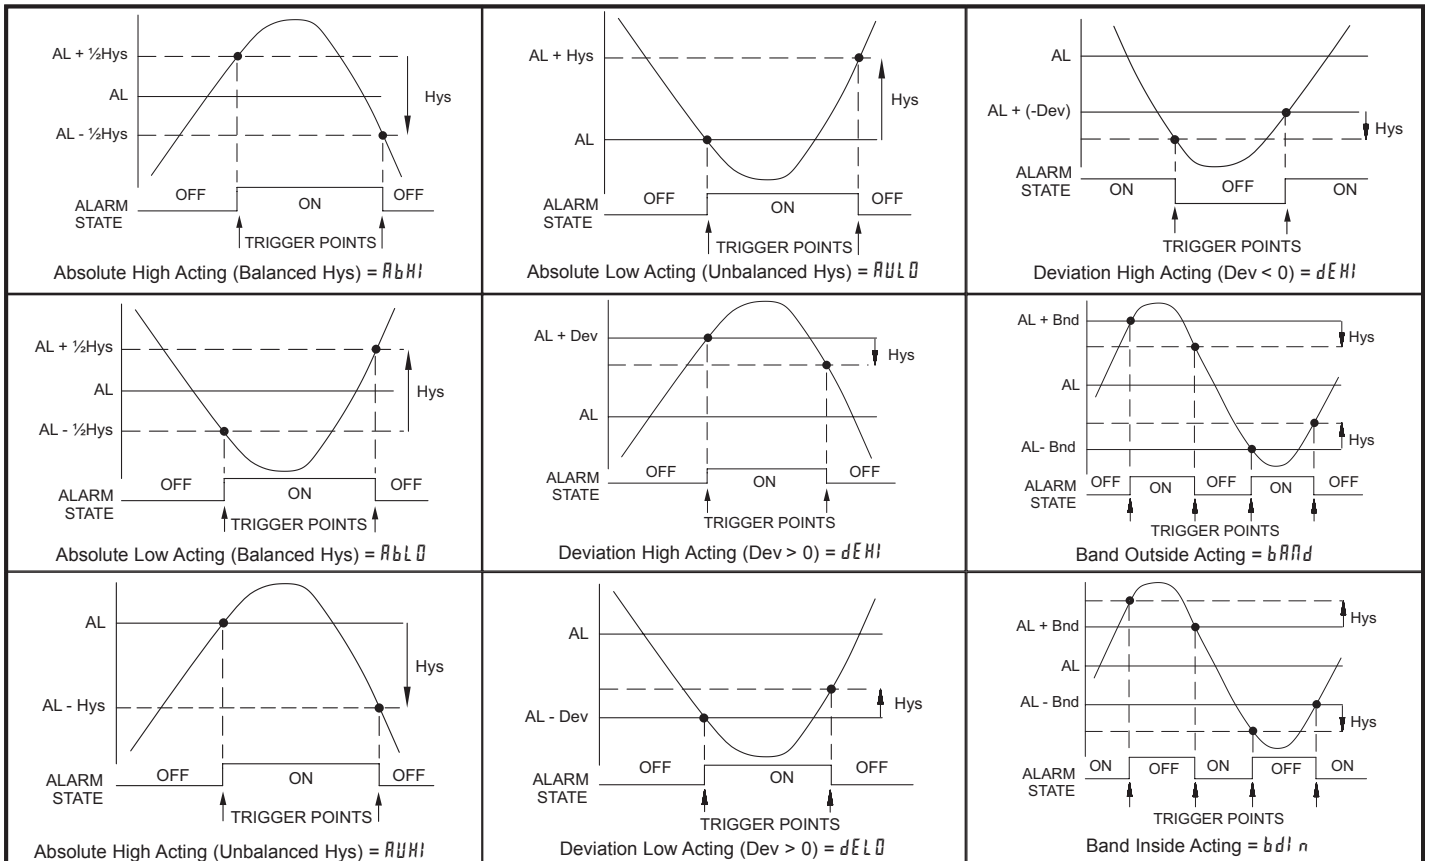 AL + ½Hys
AL
AL - ½Hys
Hys
OFF
ON
OFF
ALARM
STATE
TRIGGER POINTS
Absolute High Acting (Balanced Hys) = AbHI
AL + Hys
AL
Hys
OFF
ON
OFF
ALARM
STATE
TRIGGER POINTS
Absolute Low Acting (Unbalanced Hys) = AULO
AL
AL + (-Dev)
Hys
ALARM
STATE
ON
OFF
ON
TRIGGER POINTS
Deviation High Acting (Dev < 0) = dEHI
AL + ½Hys
AL
AL - ½Hys
Hys
OFF
ON
OFF
ALARM
STATE
TRIGGER POINTS
Absolute Low Acting (Balanced Hys) = AbLO
AL + Dev
Hys
AL
OFF
ON
OFF
ALARM
STATE
TRIGGER POINTS
Deviation High Acting (Dev > 0) = dEHI
AL + Bnd
Hys
AL
AL- Bnd
Hys
OFF
ON
OFF
ON
OFF
ALARM
STATE
TRIGGER POINTS
Band Outside Acting = bANd
AL
AL - Hys
Hys
OFF
ON
OFF
ALARM
STATE
TRIGGER POINTS
Absolute High Acting (Unbalanced Hys) = AUHI
AL
AL - Dev
Hys
OFF
ON
OFF
ALARM
STATE
TRIGGER POINTS
Deviation Low Acting (Dev > 0) = dELO
AL + Bnd
Hys
AL
AL - Bnd
Hys
ON
OFF
ON
OFF
ON
ALARM
STATE
TRIGGER POINTS
Band Inside Acting = bdIn